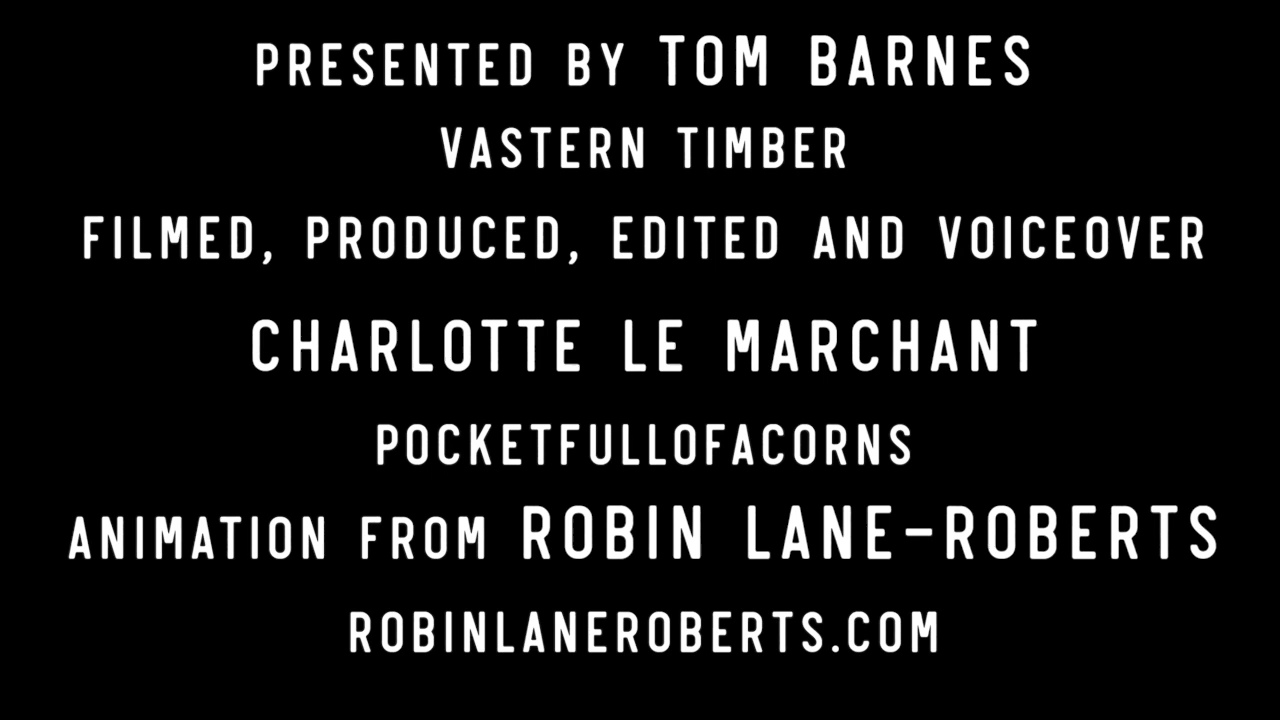 PRESENTED BY TOM BARNES
VASTERN TIMBER
FILMED, PRODUCED, EDITED AND VOICEOVER
CHARLOTTE LE MARCHANT
POCKETFULLOFACORNS
ANIMATION FROM ROBIN LANE-ROBERTS
ROBINLANEROBERTS.COM